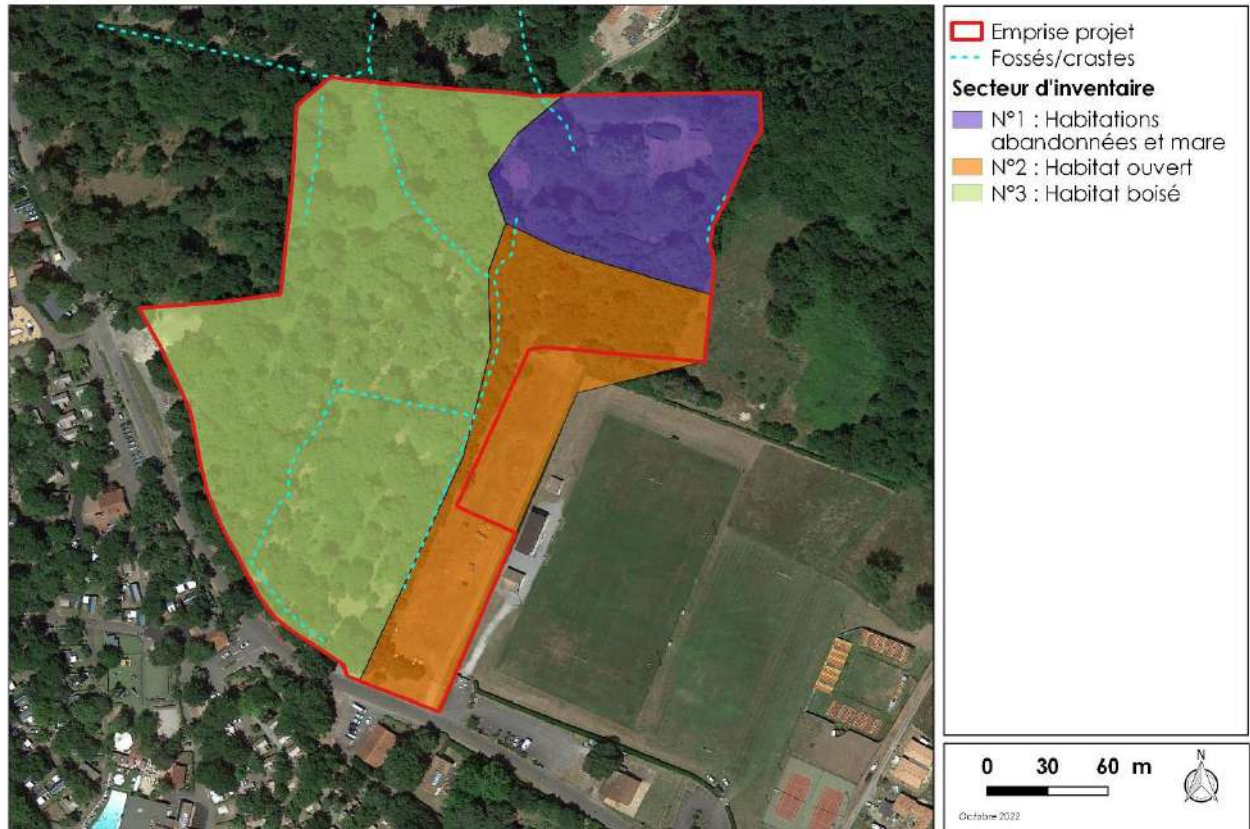 Emprise projet
Fossés/crastes
Secteur d'inventaire
N°1 : Habitations
abandonnées et mare
N°2 : Habitat ouvert
N°3 : Habitat boisé
0 30 60 m
N
Octobre 2022